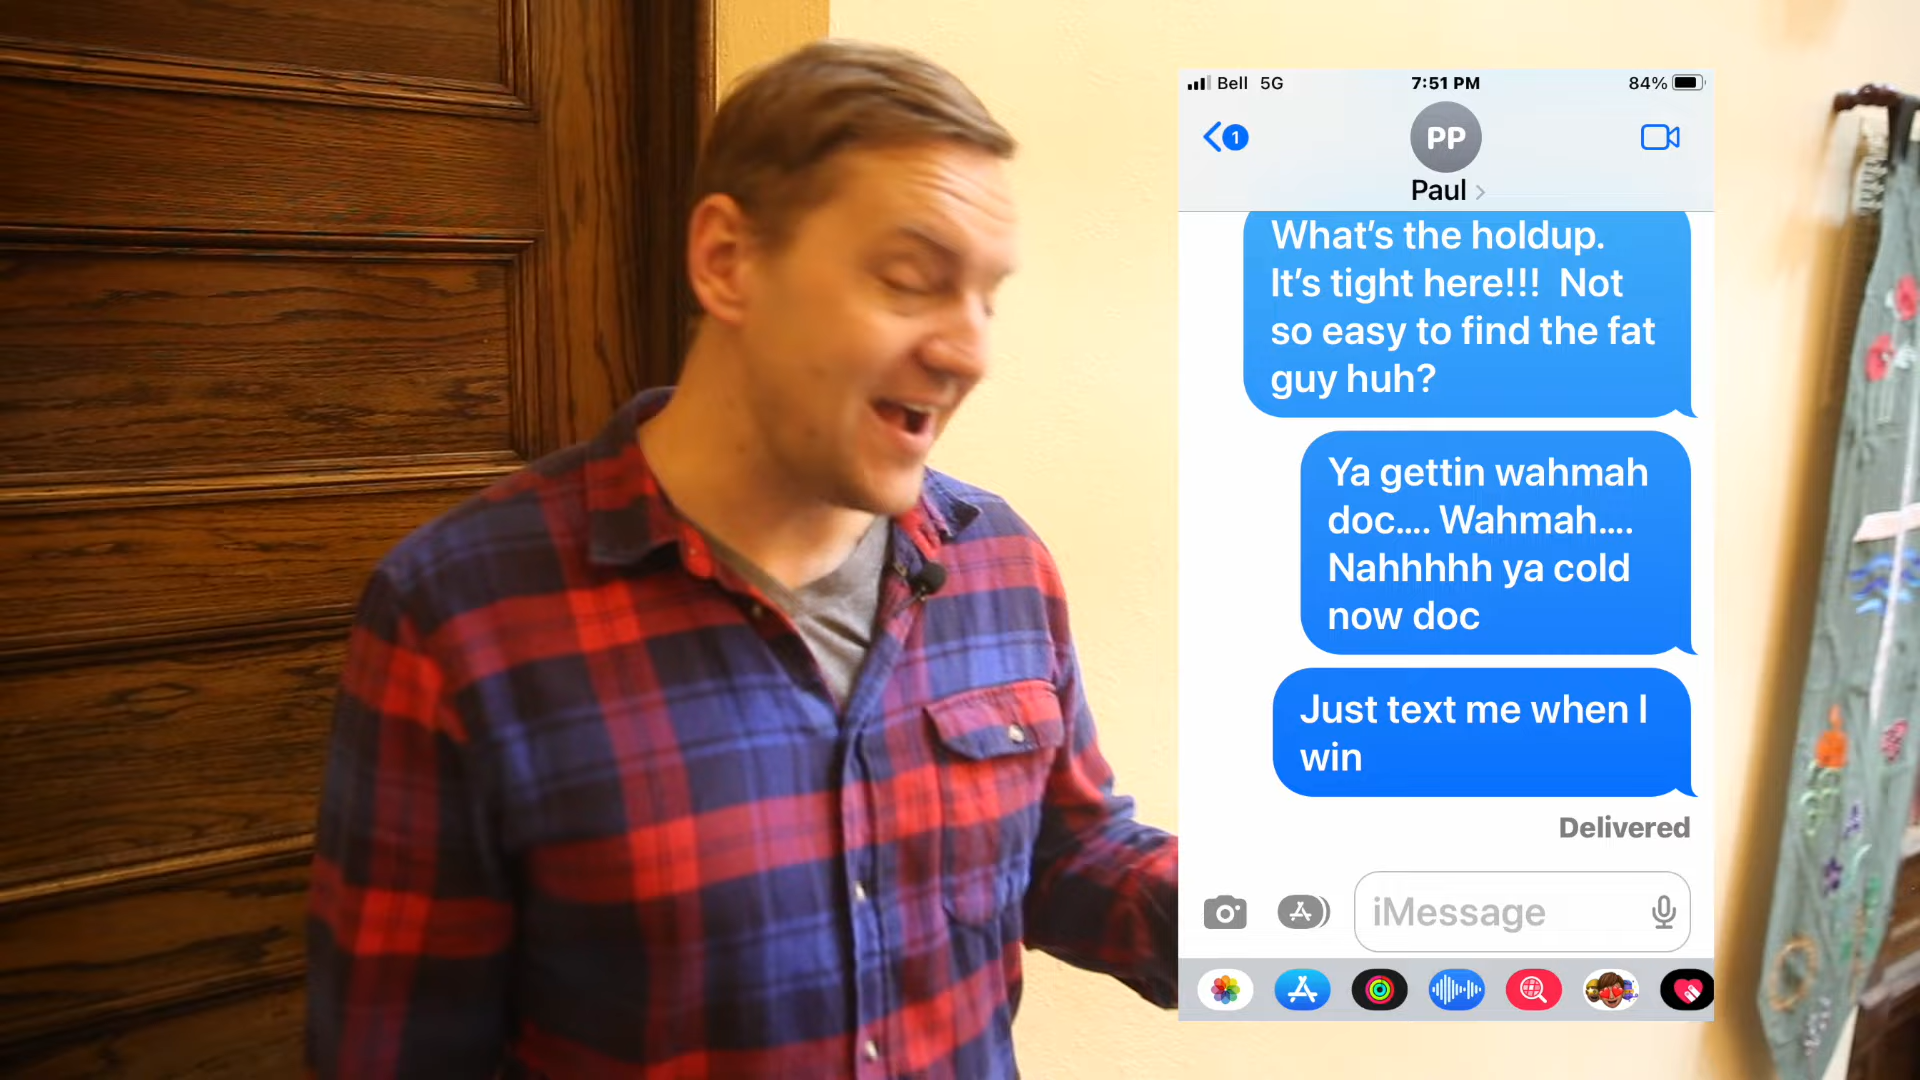 Bell 5G 7:51 PM 84%
1
PP
Paul
What's the holdup.
It's tight here!!!  Not
so easy to find the fat
guy huh?
Ya gettin wahmah
doc.... Wahmah....
Nahhhhh ya cold
now doc
Just text me when I
win
Delivered
iMessage